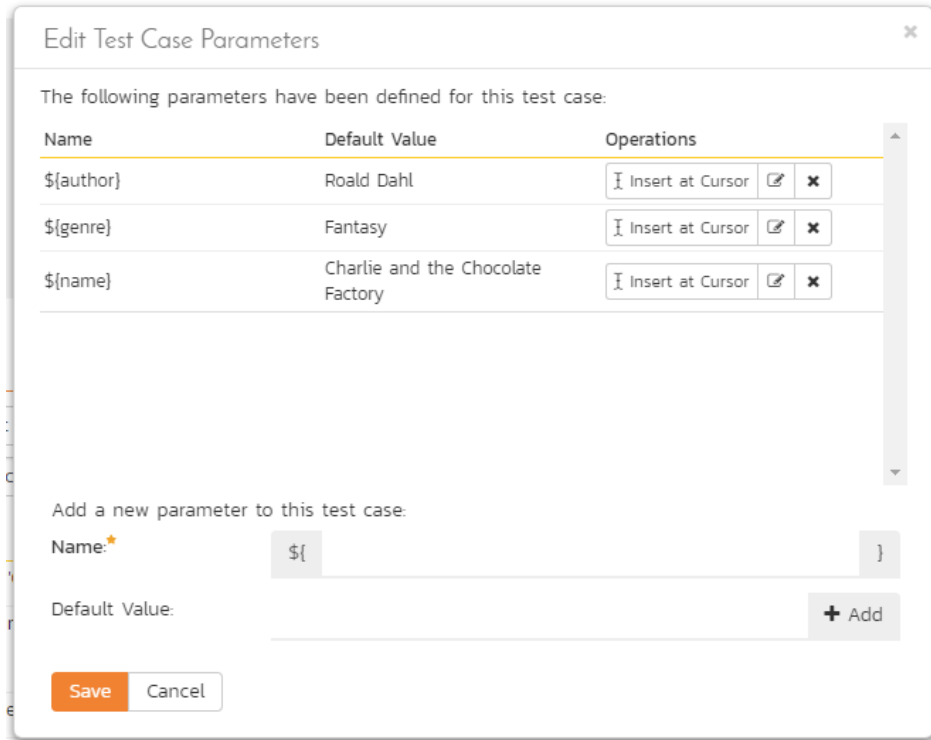 Edit Test Case Parameters ×
The following parameters have been defined for this test case:
Name Default Value Operations
${author} Roald Dahl Insert at Cursor
${genre} Fantasy Insert at Cursor
${name} Charlie and the Chocolate
Factory Insert at Cursor
Add a new parameter to this test case:
Name:* ${ }
Default Value: + Add
Save Cancel